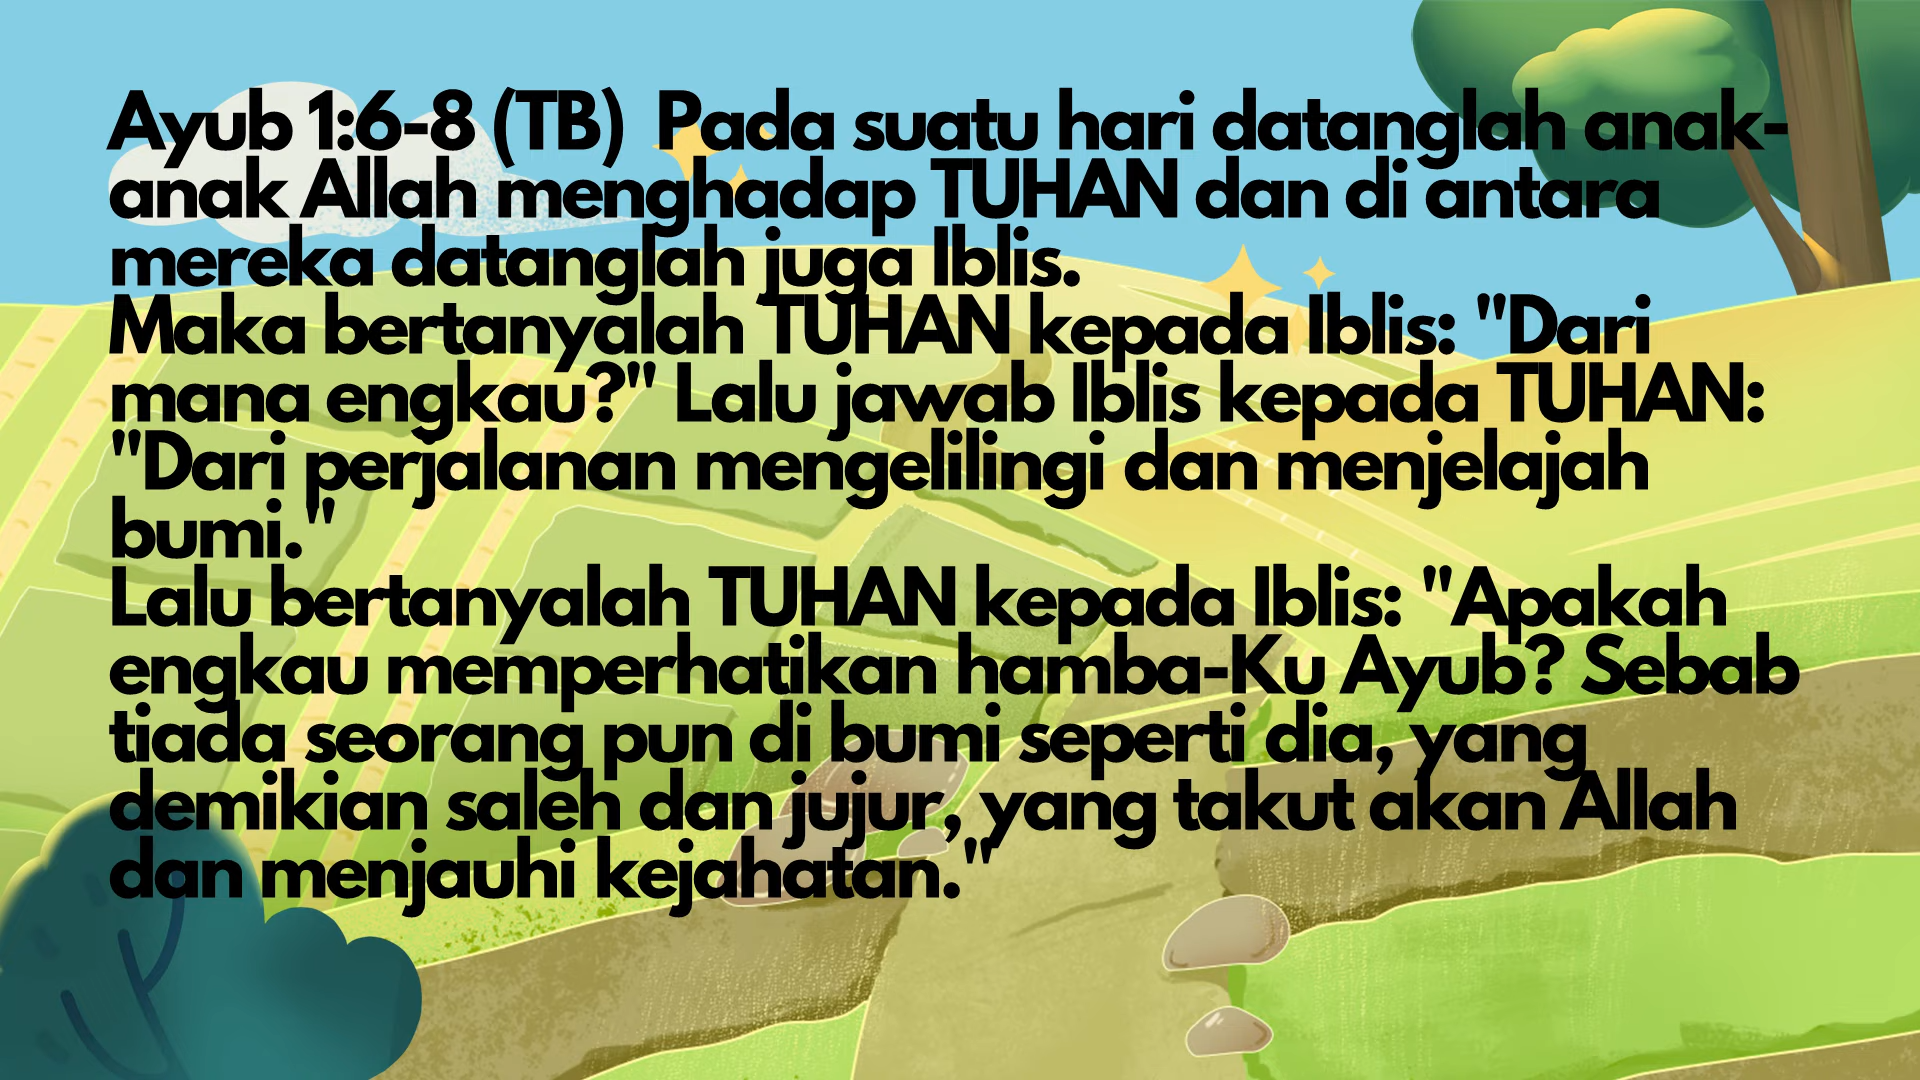 Ayub 1:6-8 (TB)  Pada suatu hari datanglah anak-
anak Allah menghadap TUHAN dan di antara
mereka datanglah juga Iblis.
Maka bertanyalah TUHAN kepada Iblis: "Dari
mana engkau?" Lalu jawab Iblis kepada TUHAN:
"Dari perjalanan mengelilingi dan menjelajah
bumi."
Lalu bertanyalah TUHAN kepada Iblis: "Apakah
engkau memperhatikan hamba-Ku Ayub? Sebab
tiada seorang pun di bumi seperti dia, yang
demikian saleh dan jujur, yang takut akan Allah
dan menjauhi kejahatan."